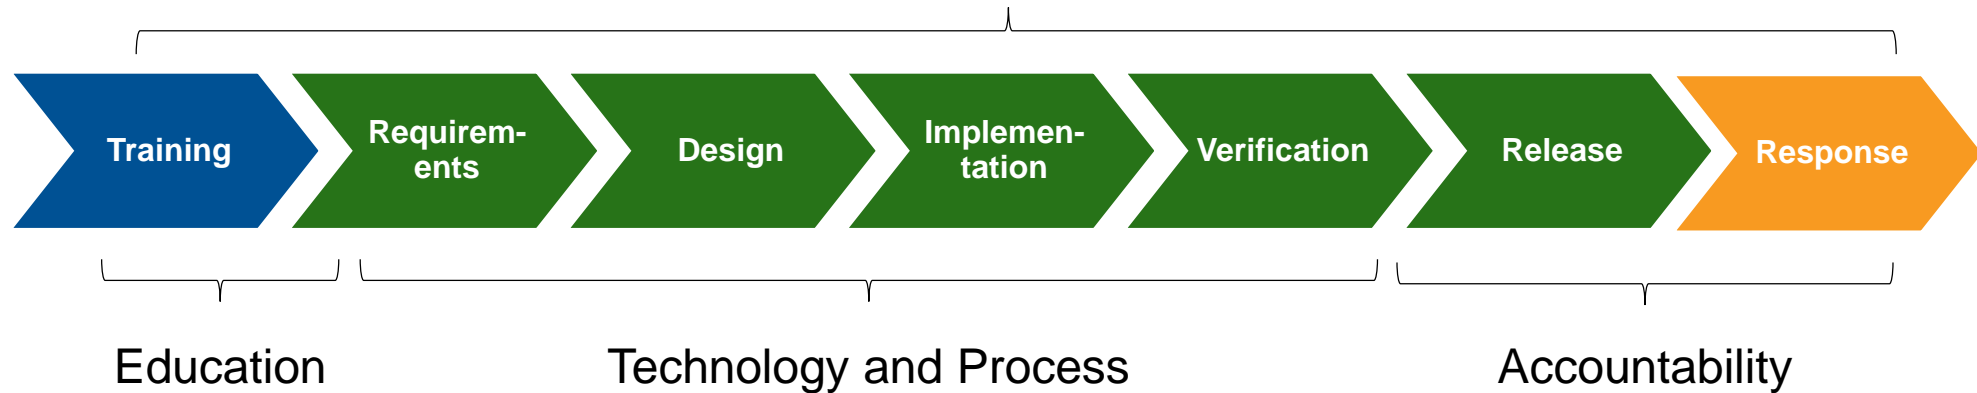 Training
Requirem-
ents
Design
Implemen-
tation
Verification
Release
Response
Education
Technology and Process
Accountability